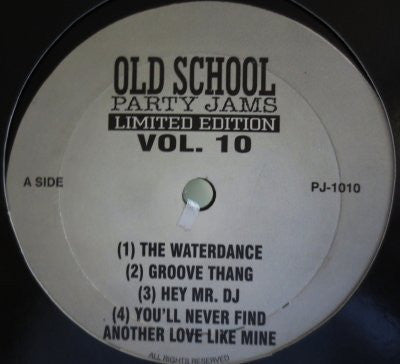 OLD SCHOOL
PARTY JAMS
LIMITED EDITION
VOL. 10
A SIDE
PJ-1010
(1) THE WATERDANCE
(2) GROOVE THANG
(3) HEY MR. DJ
(4) YOU'LL NEVER FIND
ANOTHER LOVE LIKE MINE
ALL RIGHTS RESERVED